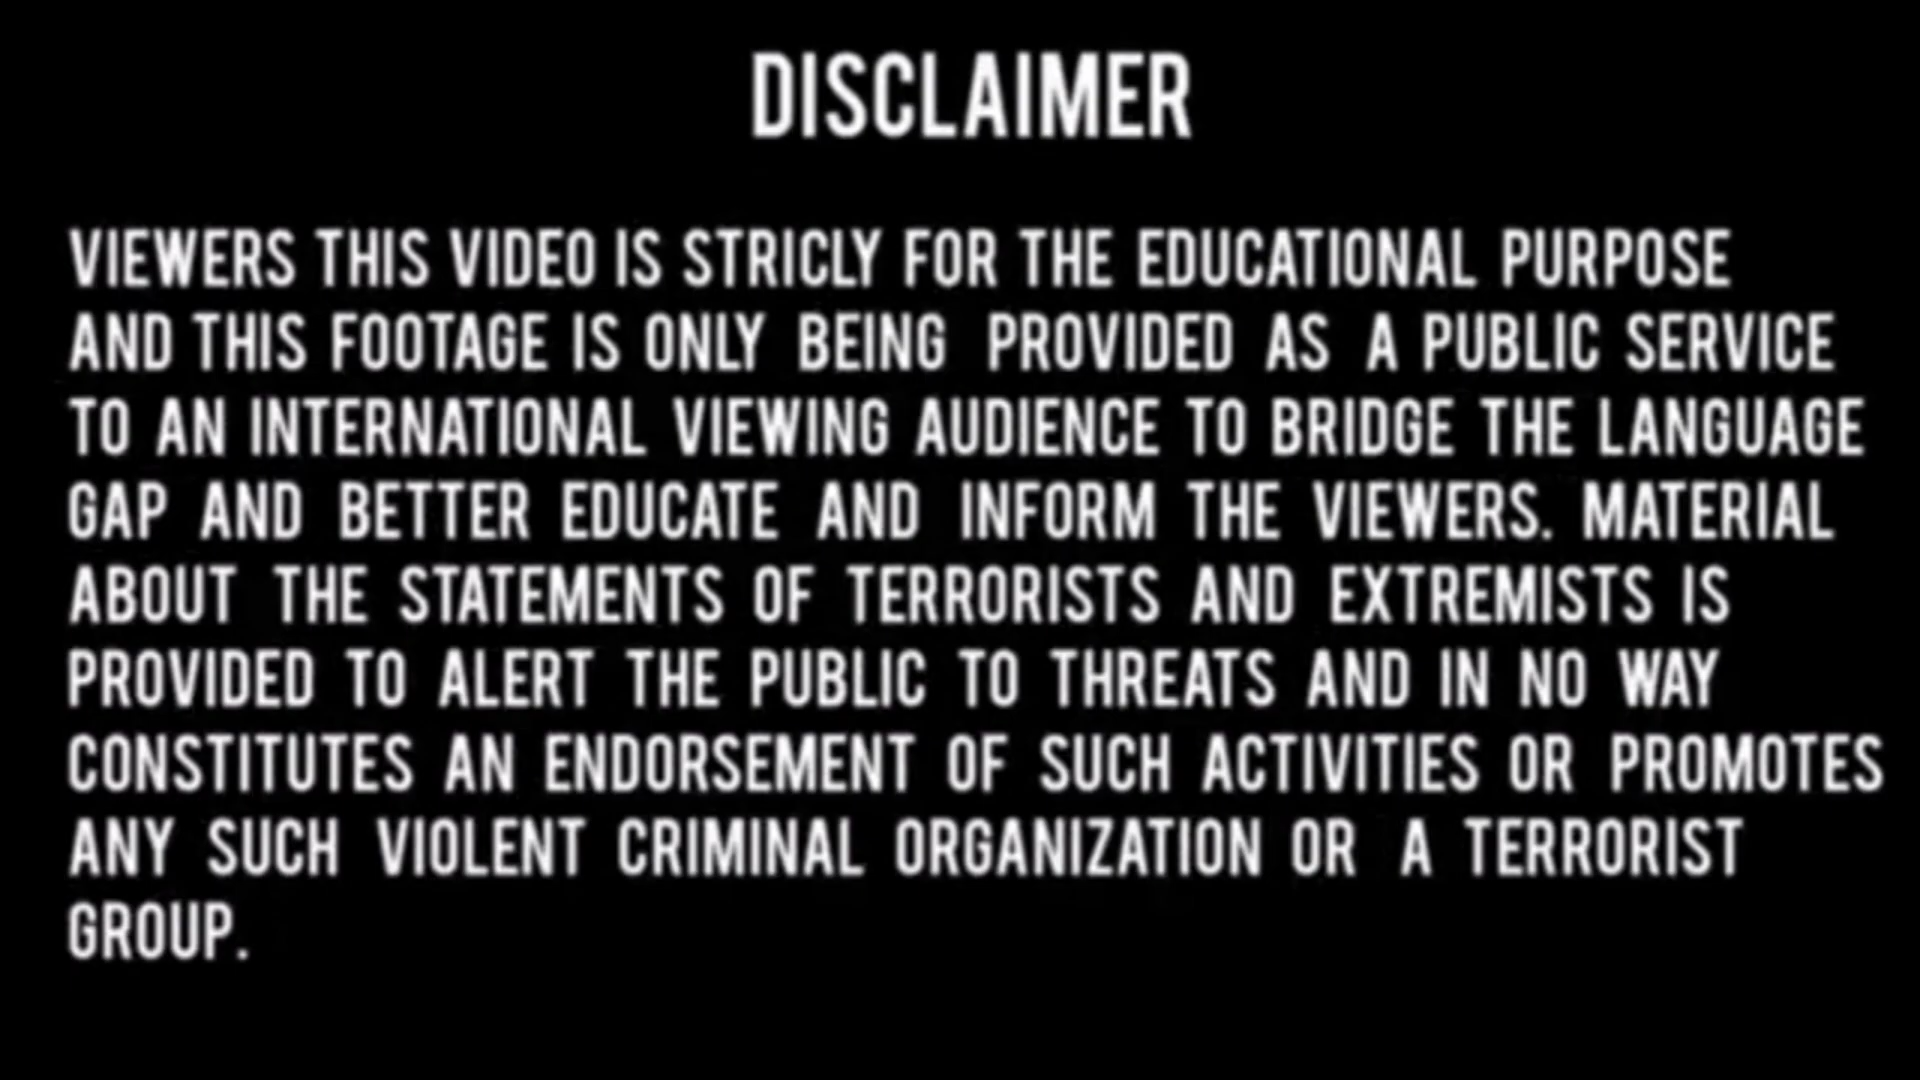 DISCLAIMER
VIEWERS THIS VIDEO IS STRICLY FOR THE EDUCATIONAL PURPOSE
AND THIS FOOTAGE IS ONLY BEING PROVIDED AS A PUBLIC SERVICE
TO AN INTERNATIONAL VIEWING AUDIENCE TO BRIDGE THE LANGUAGE
GAP AND BETTER EDUCATE AND INFORM THE VIEWERS. MATERIAL
ABOUT THE STATEMENTS OF TERRORISTS AND EXTREMISTS IS
PROVIDED TO ALERT THE PUBLIC TO THREATS AND IN NO WAY
CONSTITUTES AN ENDORSEMENT OF SUCH ACTIVITIES OR PROMOTES
ANY SUCH VIOLENT CRIMINAL ORGANIZATION OR A TERRORIST
GROUP.